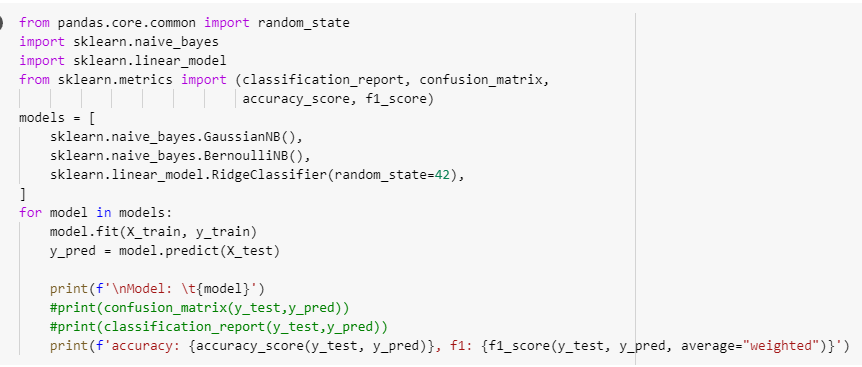 from pandas.core.common import random_state
import sklearn.naive_bayes
import sklearn.linear_model
from sklearn.metrics import (classification_report, confusion_matrix,
                             accuracy_score, f1_score)
models = [
    sklearn.naive_bayes.GaussianNB(),
    sklearn.naive_bayes.BernoulliNB(),
    sklearn.linear_model.RidgeClassifier(random_state=42),
]
for model in models:
    model.fit(X_train, y_train)
    y_pred = model.predict(X_test)

    print(f'\nModel: \t{model}')
    #print(confusion_matrix(y_test,y_pred))
    #print(classification_report(y_test,y_pred))
    print(f'accuracy: {accuracy_score(y_test, y_pred)}, f1: {f1_score(y_test, y_pred, average="weighted")}')